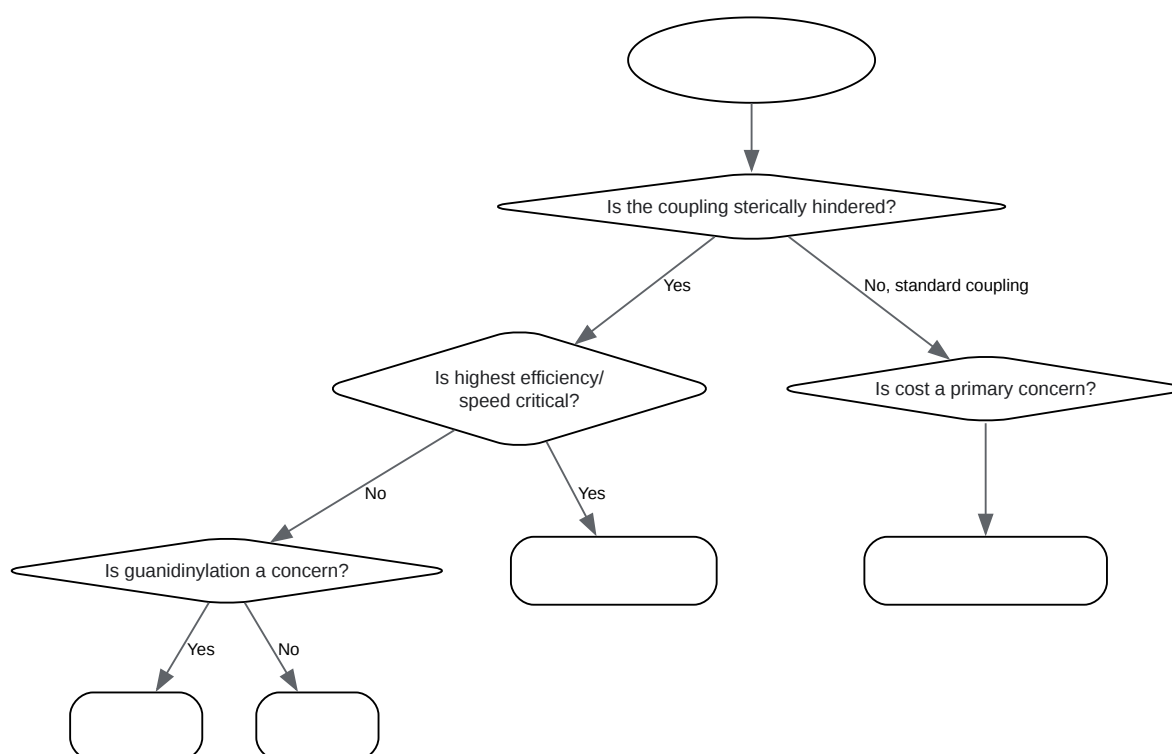 Is the coupling sterically hindered?
Yes
No, standard coupling
Is highest efficiency/
speed critical?
Is cost a primary concern?
No
Yes
Is guanidinylation a concern?
Yes
No